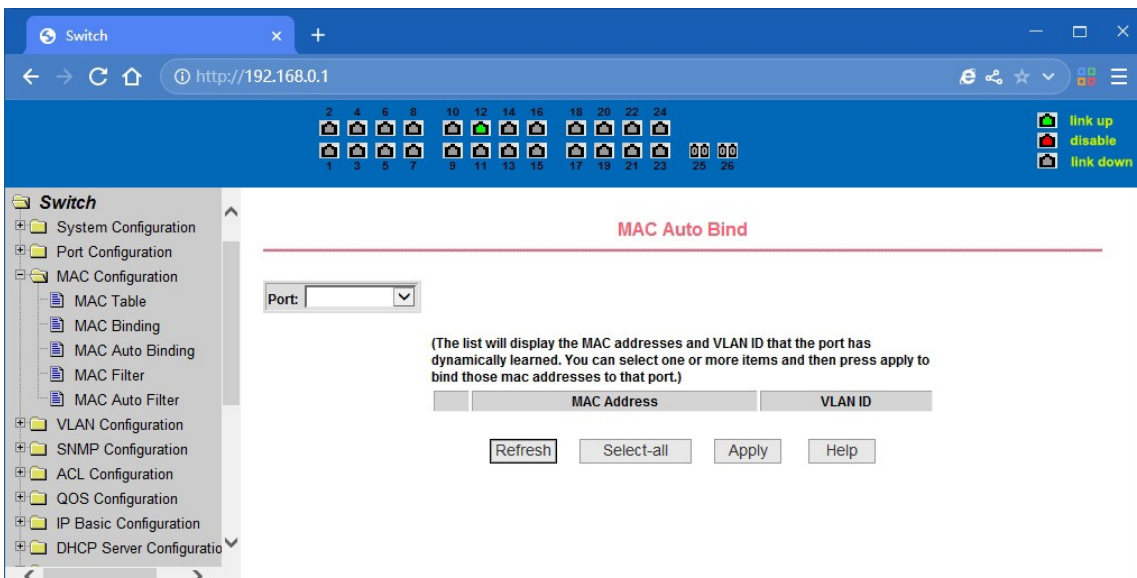 Switch
http://192.168.0.1
2 4 6 8 10 12 14 16 18 20 22 24
1 3 5 7 9 11 13 15 17 19 21 23 25 26
link up
disable
link down
Switch
System Configuration
Port Configuration
MAC Configuration
MAC Table
MAC Binding
MAC Auto Binding
MAC Filter
MAC Auto Filter
VLAN Configuration
SNMP Configuration
ACL Configuration
QOS Configuration
IP Basic Configuration
DHCP Server Configuratio
MAC Auto Bind
Port:
(The list will display the MAC addresses and VLAN ID that the port has
dynamically learned. You can select one or more items and then press apply to
bind those mac addresses to that port.)
MAC Address VLAN ID
Refresh Select-all Apply Help